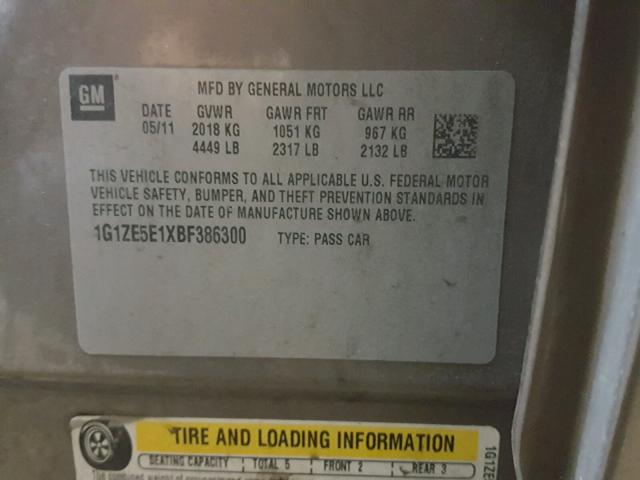 GM
MFD BY GENERAL MOTORS LLC
DATE GVWR GAWR FRT GAWR RR
05/11 2018 KG 1051 KG 967 KG
4449 LB 2317 LB 2132 LB
THIS VEHICLE CONFORMS TO ALL APPLICABLE U.S. FEDERAL MOTOR
VEHICLE SAFETY, BUMPER, AND THEFT PREVENTION STANDARDS IN
EFFECT ON THE DATE OF MANUFACTURE SHOWN ABOVE.
1G1ZE5E1XBF386300 TYPE: PASS CAR
TIRE AND LOADING INFORMATION
SEATING CAPACITY TOTAL 5 FRONT 2 REAR 3
1G1ZE